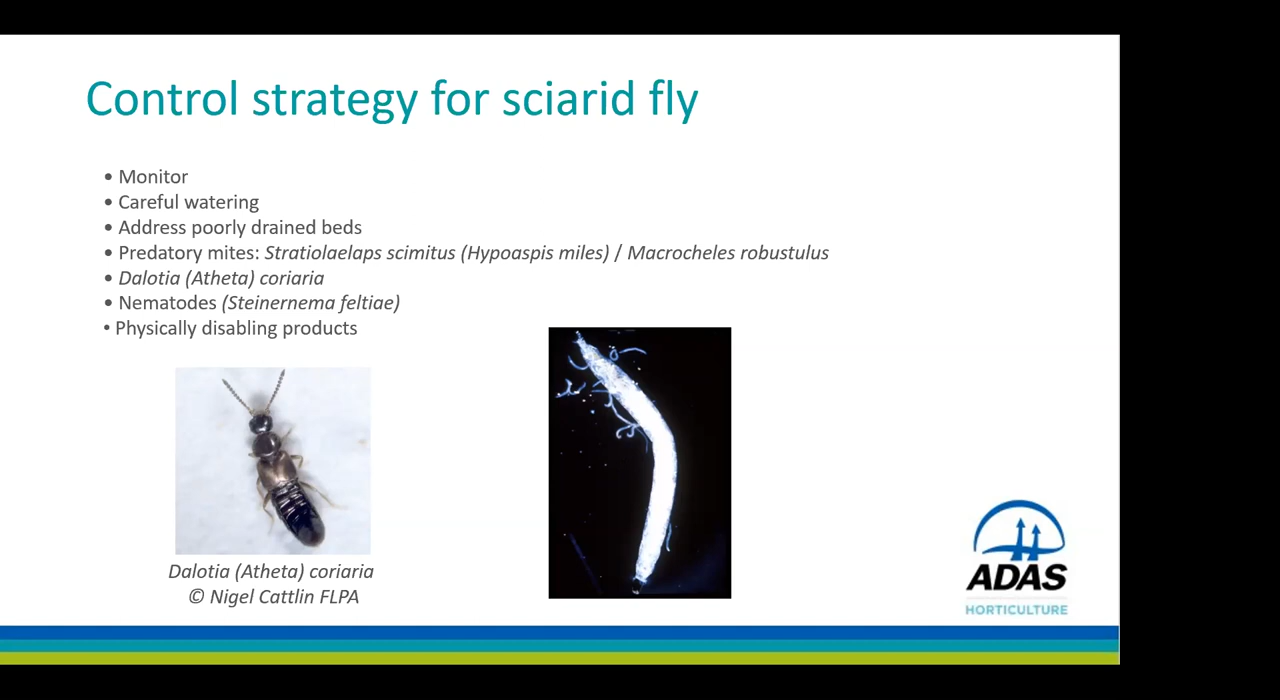 Control strategy for sciarid fly
• Monitor
• Careful watering
• Address poorly drained beds
• Predatory mites: Stratiolaelaps scimitus (Hypoaspis miles) / Macrocheles robustulus
• Dalotia (Atheta) coriaria
• Nematodes (Steinernema feltiae)
• Physically disabling products
Dalotia (Atheta) coriaria
© Nigel Cattlin FLPA
ADAS
HORTICULTURE